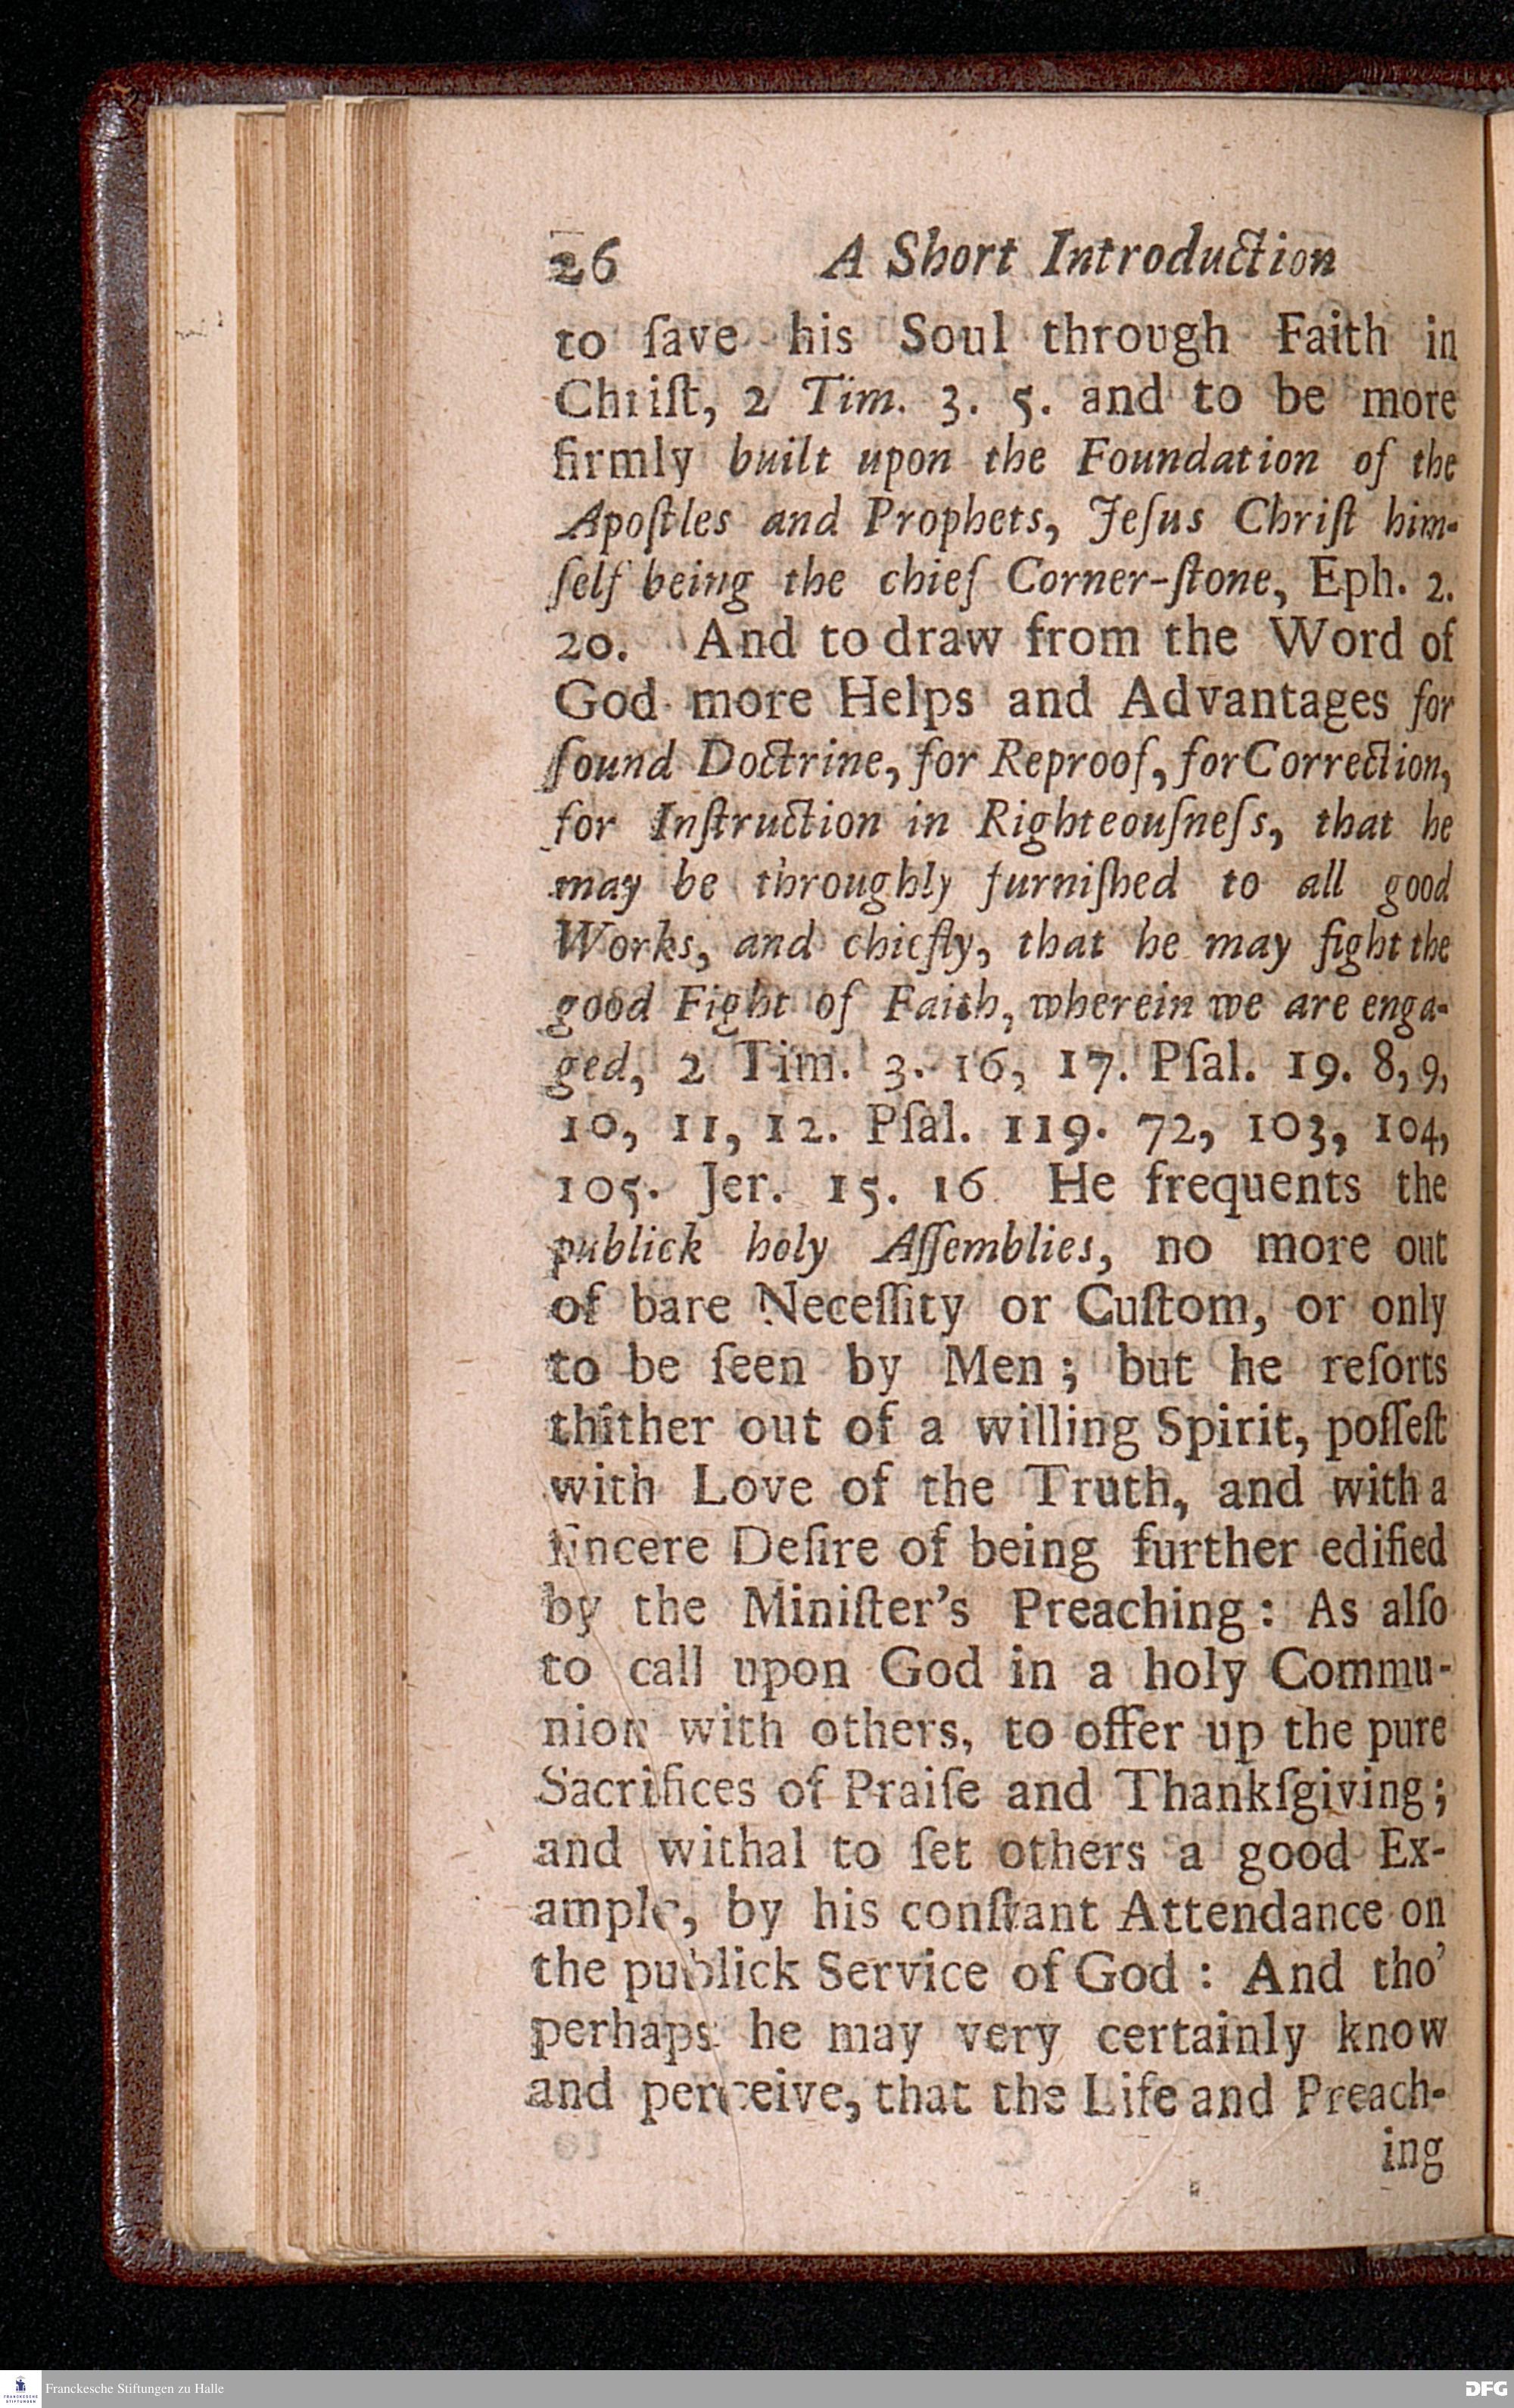 26 A Short Introduction
to ſave his Soul through Faith in
Chriſt, 2 Tim. 3. 5. and to be more
firmly built upon the Foundation of the
Apoſtles and Prophets, Jeſus Chriſt him-
ſelf being the chief Corner-ſtone, Eph. 2.
20. And to draw from the Word of
God more Helps and Advantages for
ſound Doctrine, for Reproof, for Correction,
for Inſtruction in Righteouſneſs, that he
may be throughly furniſhed to all good
Works, and chiefly, that he may fight the
good Fight of Faith, wherein we are enga-
ged, 2 Tim. 3. 16, 17. Pſal. 19. 8, 9,
10, 11, 12. Pſal. 119. 72, 103, 104,
105. Jer. 15. 16 He frequents the
publick holy Aſſemblies, no more out
of bare Neceſſity or Cuſtom, or only
to be ſeen by Men; but he reſorts
thither out of a willing Spirit, poſſeſt
with Love of the Truth, and with a
ſincere Deſire of being further edified
by the Miniſter's Preaching: As alſo
to call upon God in a holy Commu-
nion with others, to offer up the pure
Sacrifices of Praiſe and Thankſgiving;
and withal to ſet others a good Ex-
ample, by his conſtant Attendance on
the publick Service of God: And tho'
perhaps he may very certainly know
and perceive, that the Life and Preach-
ing
Franckesche Stiftungen zu Halle
FRANCKESCHE STIFTUNGEN
DFG